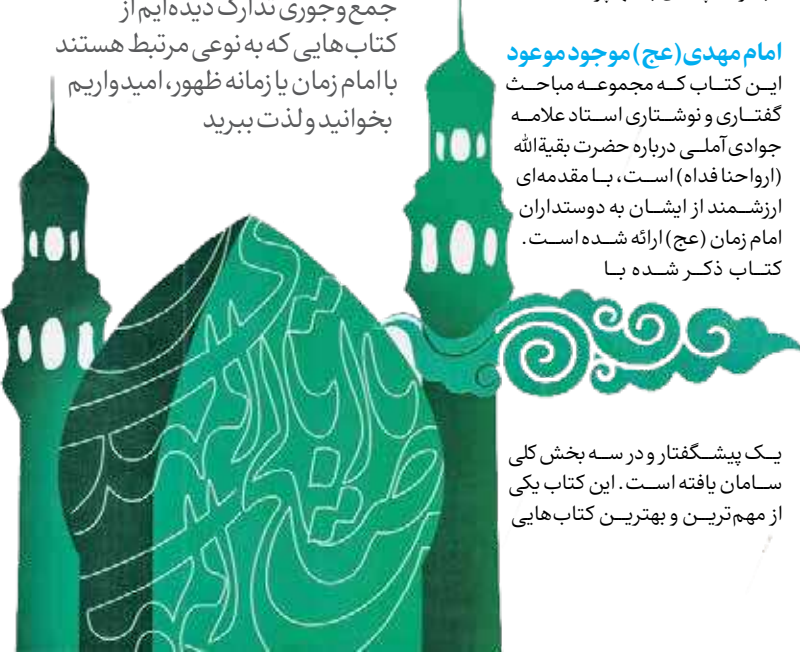 جمع‌وجوری تدارک دیده‌ایم از
کتاب‌هایی که به نوعی مرتبط هستند
با امام زمان یا زمانه ظهور، امیدواریم
بخوانید و لذت ببرید
امام مهدی (عج) موجود موعود
این کتاب که مجموعه مباحث
گفتاری و نوشتاری استاد علامه
جوادی‌آملی درباره حضرت بقیةالله
(ارواحنا فداه) است، با مقدمه‌ای
ارزشمند از ایشان به دوستداران
امام زمان (عج) ارائه شده است.
کتاب ذکر شده با
یک پیشگفتار و در سه بخش کلی
سامان یافته است. این کتاب یکی
از مهم‌ترین و بهترین کتاب‌هایی